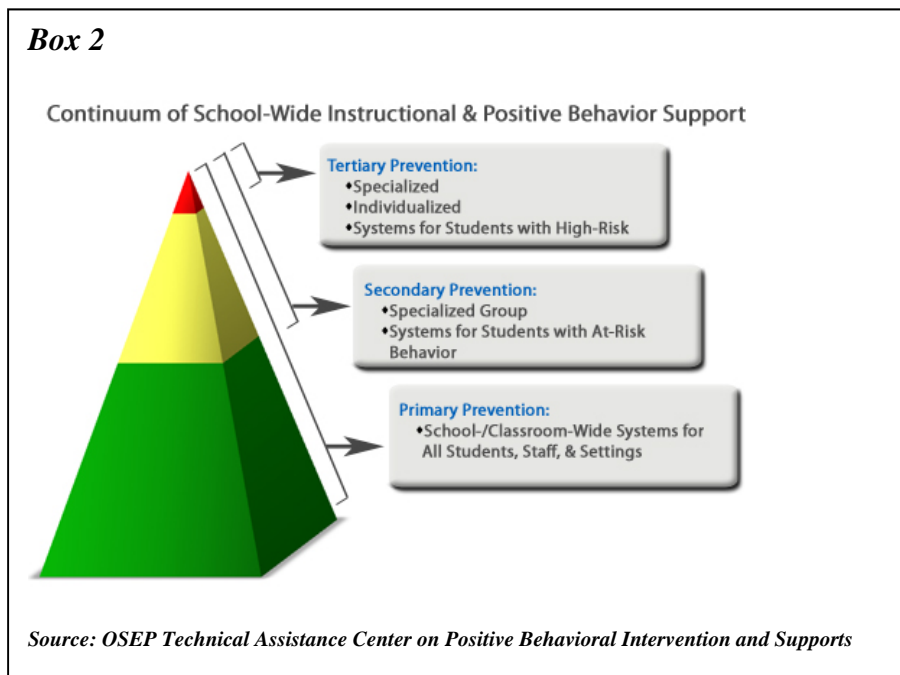 Box 2
Continuum of School-Wide Instructional & Positive Behavior Support
Tertiary Prevention:
♦Specialized
♦Individualized
♦Systems for Students with High-Risk
Secondary Prevention:
♦Specialized Group
♦Systems for Students with At-Risk
Behavior
Primary Prevention:
♦School-/Classroom-Wide Systems for
All Students, Staff, & Settings
Source: OSEP Technical Assistance Center on Positive Behavioral Intervention and Supports